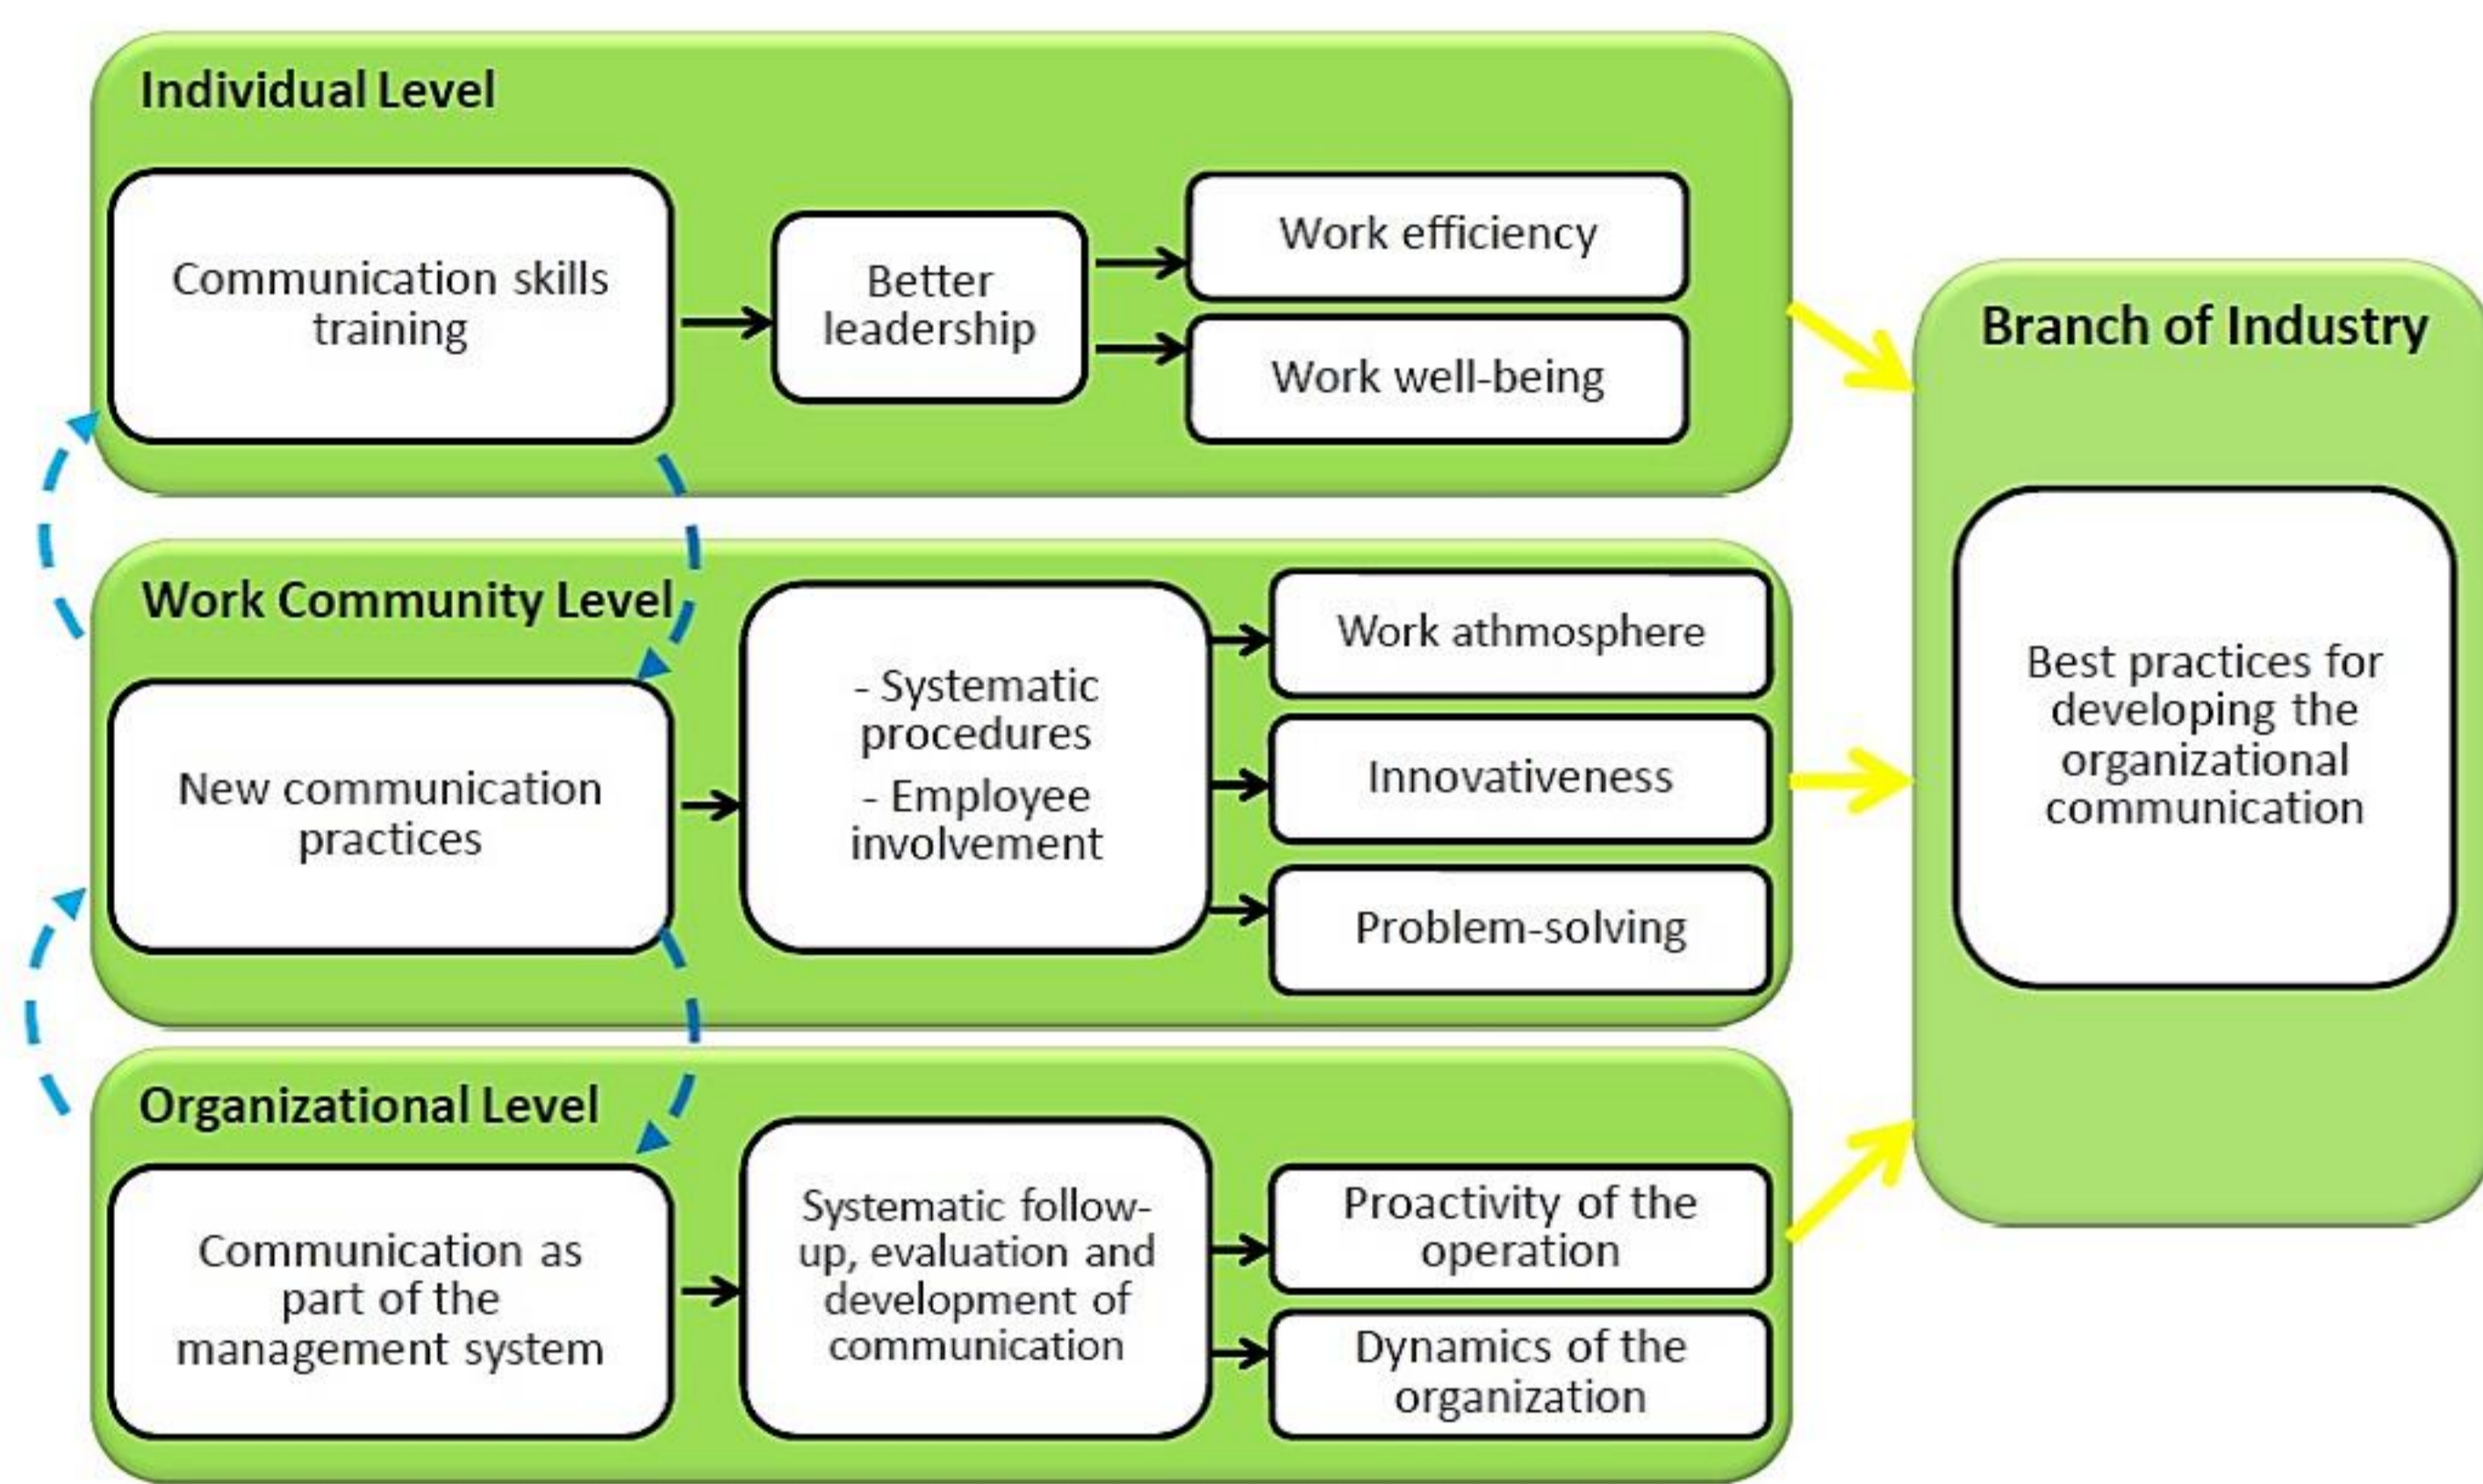 Individual Level
Communication skills
training
Better
leadership
Work efficiency
Work well-being
Work Community Level
New communication
practices
- Systematic
procedures
- Employee
involvement
Work athmosphere
Innovativeness
Problem-solving
Organizational Level
Communication as
part of the
management system
Systematic follow-
up, evaluation and
development of
communication
Proactivity of the
operation
Dynamics of the
organization
Branch of Industry
Best practices for
developing the
organizational
communication